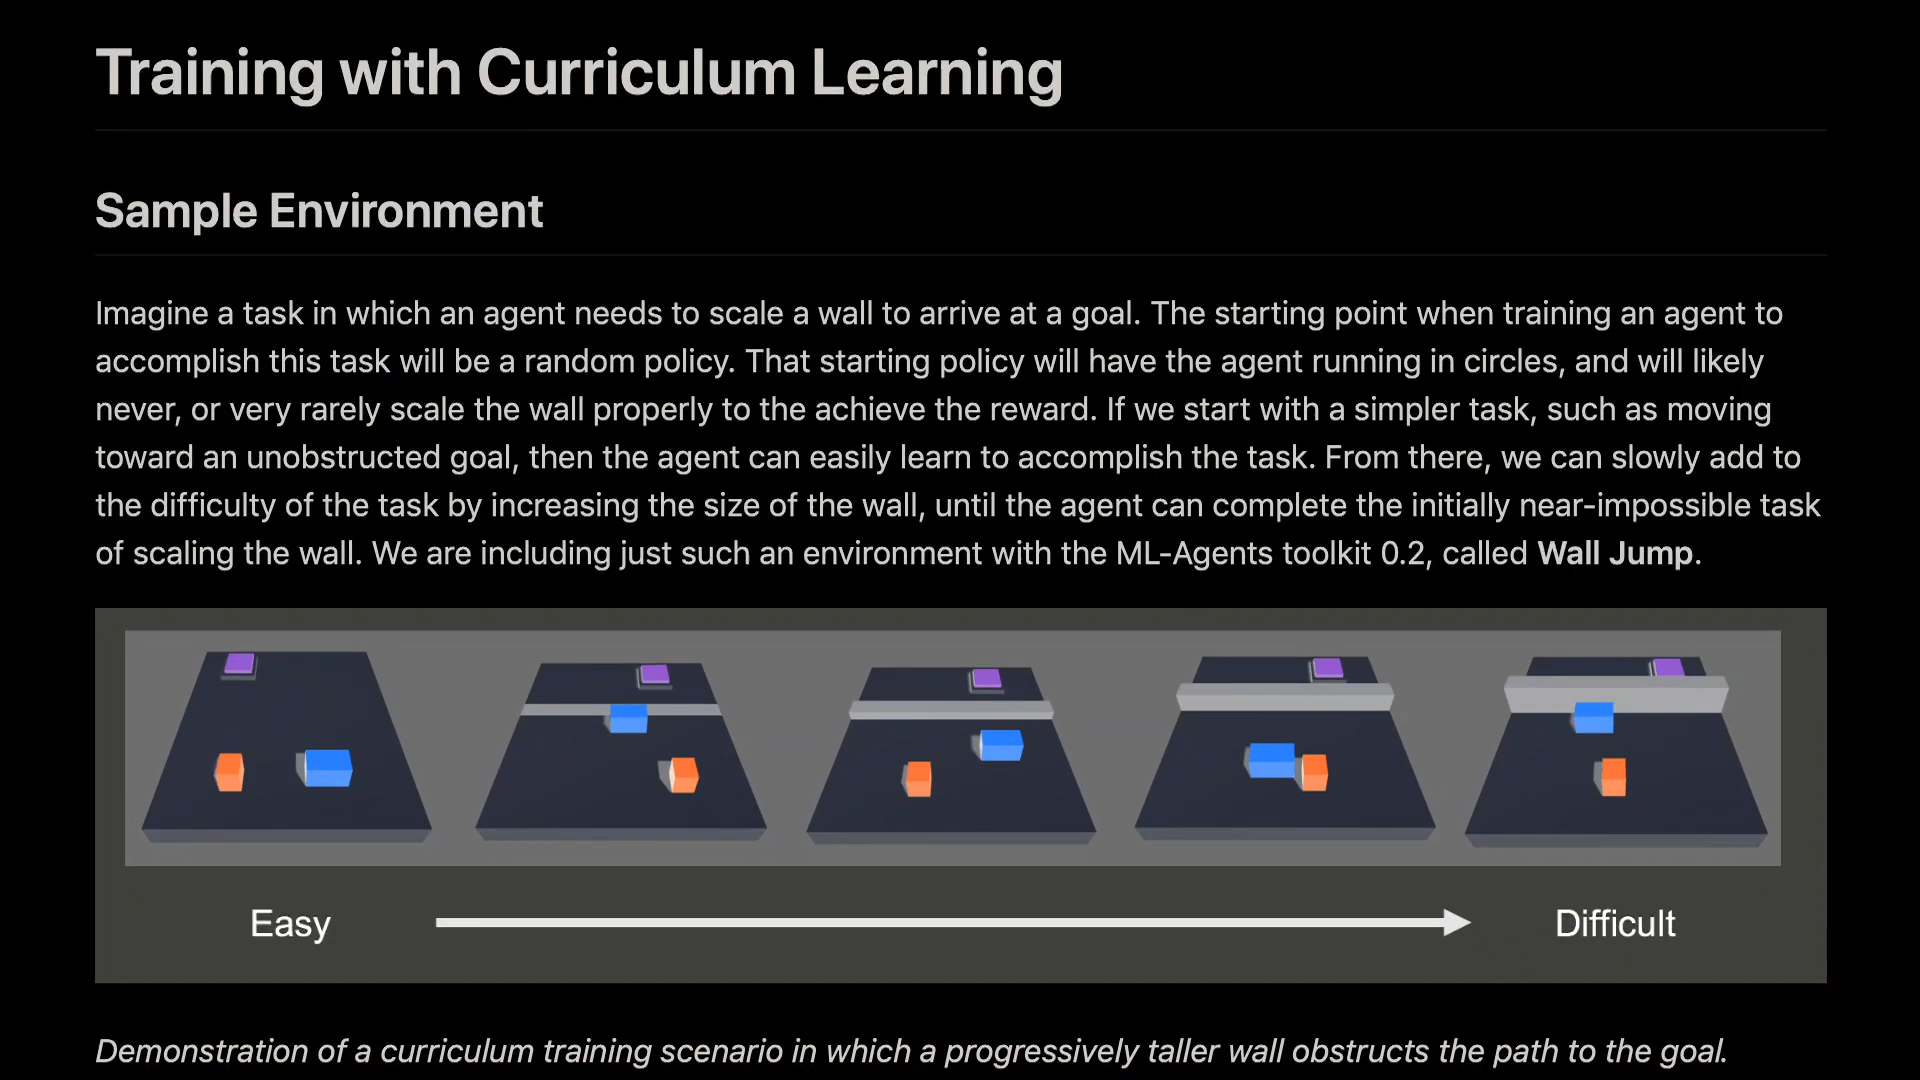 Training with Curriculum Learning
Sample Environment
Imagine a task in which an agent needs to scale a wall to arrive at a goal. The starting point when training an agent to
accomplish this task will be a random policy. That starting policy will have the agent running in circles, and will likely
never, or very rarely scale the wall properly to the achieve the reward. If we start with a simpler task, such as moving
toward an unobstructed goal, then the agent can easily learn to accomplish the task. From there, we can slowly add to
the difficulty of the task by increasing the size of the wall, until the agent can complete the initially near-impossible task
of scaling the wall. We are including just such an environment with the ML-Agents toolkit 0.2, called Wall Jump.
Easy
Difficult
Demonstration of a curriculum training scenario in which a progressively taller wall obstructs the path to the goal.